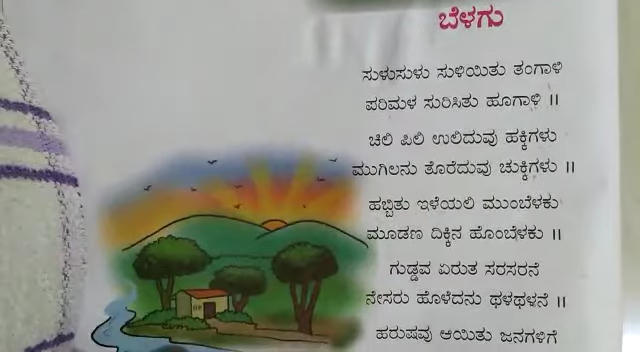 ಬೆಳಗು
ಸುಳುಸುಳು ಸುಳಿಯಿತು ತಂಗಾಳಿ
ಪರಿಮಳ ಸುರಿಸಿತು ಹೂಗಾಳಿ ॥
ಚಿಲಿ ಪಿಲಿ ಉಲಿದುವು ಹಕ್ಕಿಗಳು
ಮುಗಿಲನು ತೊರೆದುವು ಚುಕ್ಕಿಗಳು ॥
ಹಬ್ಬಿತು ಇಳೆಯಲಿ ಮುಂಬೆಳಕು
ಮೂಡಣ ದಿಕ್ಕಿನ ಹೊಂಬೆಳಕು ॥
ಗುಡ್ಡವ ಏರುತ ಸರಸರನೆ
ನೇಸರು ಹೊಳೆದನು ಥಳಥಳನೆ ॥
ಹರುಷವು ಆಯಿತು ಜನಗಳಿಗೆ